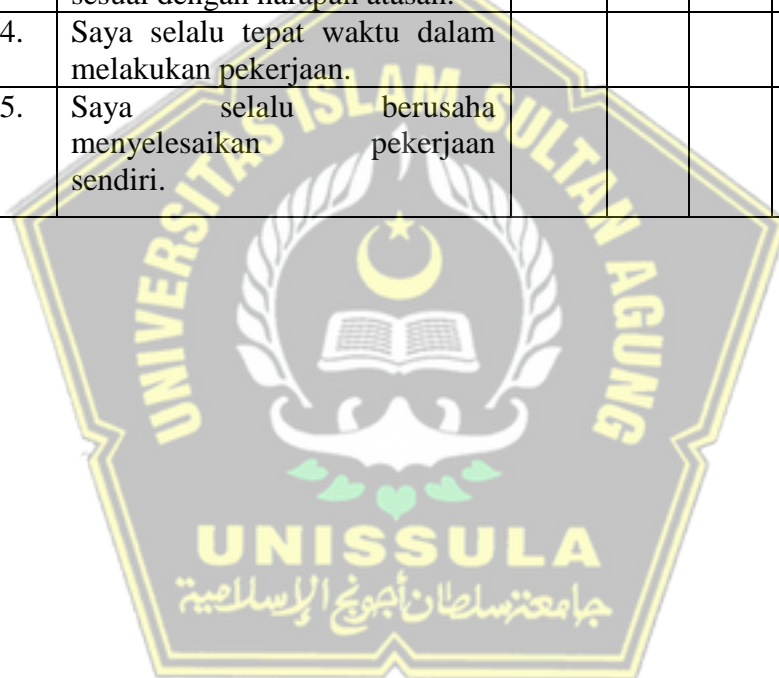 sesuai dengan harapan atasan.
4. Saya selalu tepat waktu dalam
melakukan pekerjaan.
5. Saya selalu berusaha
menyelesaikan pekerjaan
sendiri.
UNIVERSITAS ISLAM SULTAN AGUNG
UNISSULA
جامعة سلطان أجونج الإسلامية